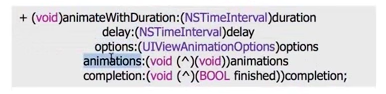 + (void)animateWithDuration:(NSTimeInterval)duration
delay:(NSTimeInterval)delay
options:(UIViewAnimationOptions)options
animations:(void (^)(void))animations
completion:(void (^)(BOOL finished))completion;